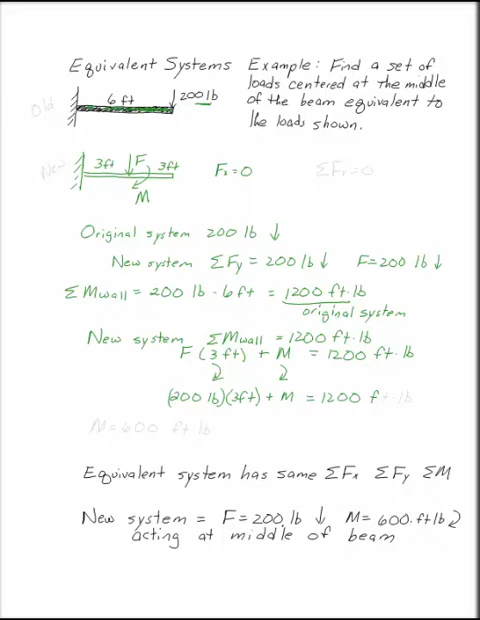 Equivalent Systems
Example: Find a set of
loads centered at the middle
of the beam equivalent to
the loads shown.
6 ft
200 lb
Old
New
3ft F 3ft
M
Fx = 0
ΣFx = 0
Original system 200 lb ↓
New system ΣFy = 200 lb ↓ F = 200 lb ↓
ΣMwall = 200 lb · 6 ft = 1200 ft·lb
original system
New system ΣMwall = 1200 ft·lb
F (3 ft) + M = 1200 ft·lb
(200 lb)(3ft) + M = 1200 ft·lb
M = 600 ft·lb
Equivalent system has same ΣFx ΣFy ΣM
New system = F = 200 lb ↓ M = 600 ft·lb ↻
acting at middle of beam